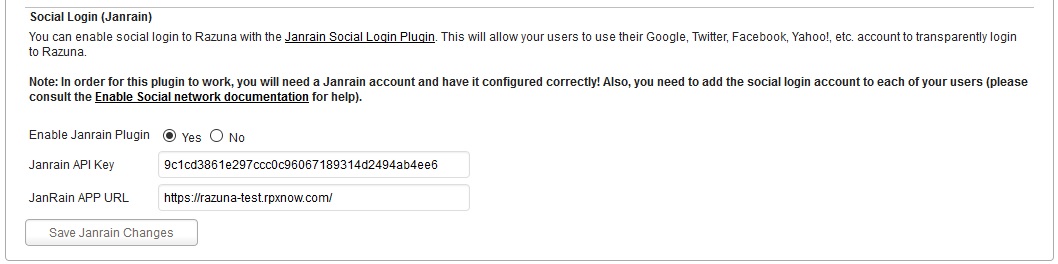 Social Login (Janrain)
You can enable social login to Razuna with the Janrain Social Login Plugin. This will allow your users to use their Google, Twitter, Facebook, Yahoo!, etc. account to transparently login
to Razuna.
Note: In order for this plugin to work, you will need a Janrain account and have it configured correctly! Also, you need to add the social login account to each of your users (please
consult the Enable Social network documentation for help).
Enable Janrain Plugin Yes No
Janrain API Key 9c1cd3861e297ccc0c96067189314d2494ab4ee6
JanRain APP URL https://razuna-test.rpxnow.com/
Save Janrain Changes